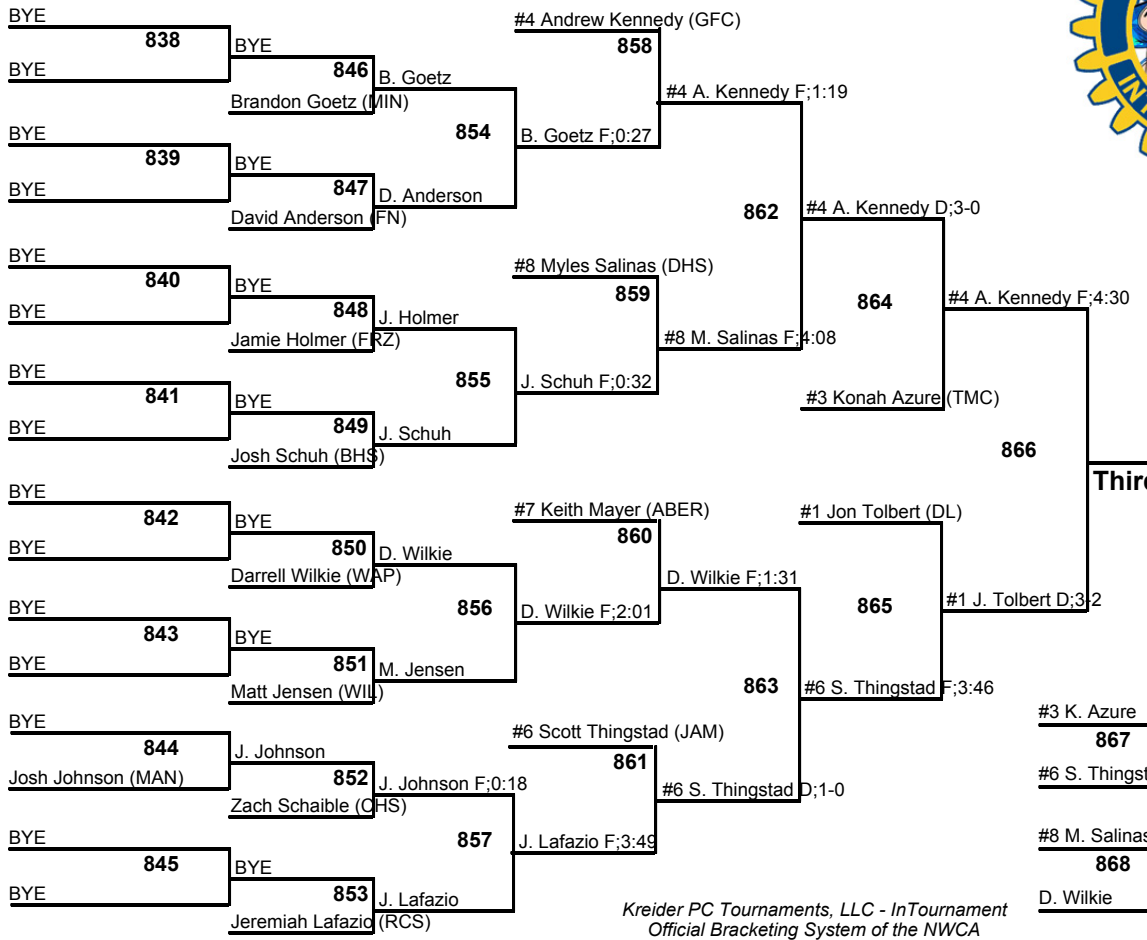 BYE
838
BYE
BYE
846
Brandon Goetz (MIN)
B. Goetz
BYE
839
BYE
BYE
847
David Anderson (FN)
D. Anderson
854
B. Goetz F;0:27
#4 Andrew Kennedy (GFC)
858
#4 A. Kennedy F;1:19
BYE
840
BYE
BYE
848
Jamie Holmer (FRZ)
J. Holmer
BYE
841
BYE
BYE
849
Josh Schuh (BHS)
J. Schuh
855
J. Schuh F;0:32
#8 Myles Salinas (DHS)
859
#8 M. Salinas F;4:08
862
#4 A. Kennedy D;3-0
864
#3 Konah Azure (TMC)
#4 A. Kennedy F;4:30
BYE
842
BYE
BYE
850
Darrell Wilkie (WAP)
D. Wilkie
BYE
843
BYE
BYE
851
Matt Jensen (WIL)
M. Jensen
856
D. Wilkie F;2:01
#7 Keith Mayer (ABER)
860
D. Wilkie F;1:31
BYE
844
Josh Johnson (MAN)
J. Johnson
852
Zach Schaible (CHS)
J. Johnson F;0:18
BYE
845
BYE
BYE
853
Jeremiah Lafazio (RCS)
J. Lafazio
857
J. Lafazio F;3:49
#6 Scott Thingstad (JAM)
861
#6 S. Thingstad D;1-0
863
#6 S. Thingstad F;3:46
#1 Jon Tolbert (DL)
865
#1 J. Tolbert D;3-2
866
Third
#3 K. Azure
867
#6 S. Thingst
#8 M. Salinas
868
D. Wilkie
Kreider PC Tournaments, LLC - InTournament
Official Bracketing System of the NWCA